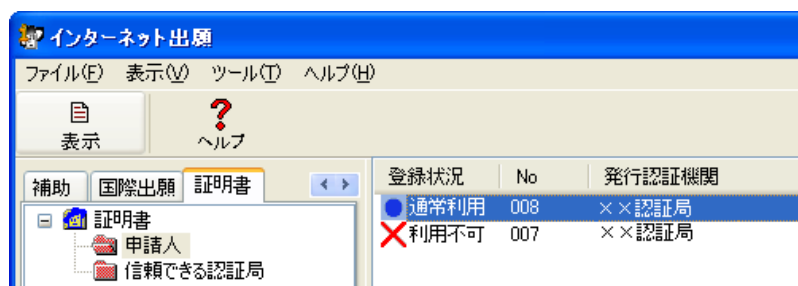 インターネット出願
ファイル(F) 表示(V) ツール(T) ヘルプ(H)
表示 ヘルプ
補助 国際出願 証明書
証明書
申請人
信頼できる認証局
登録状況 No 発行認証機関
通常利用 008 ××認証局
利用不可 007 ××認証局